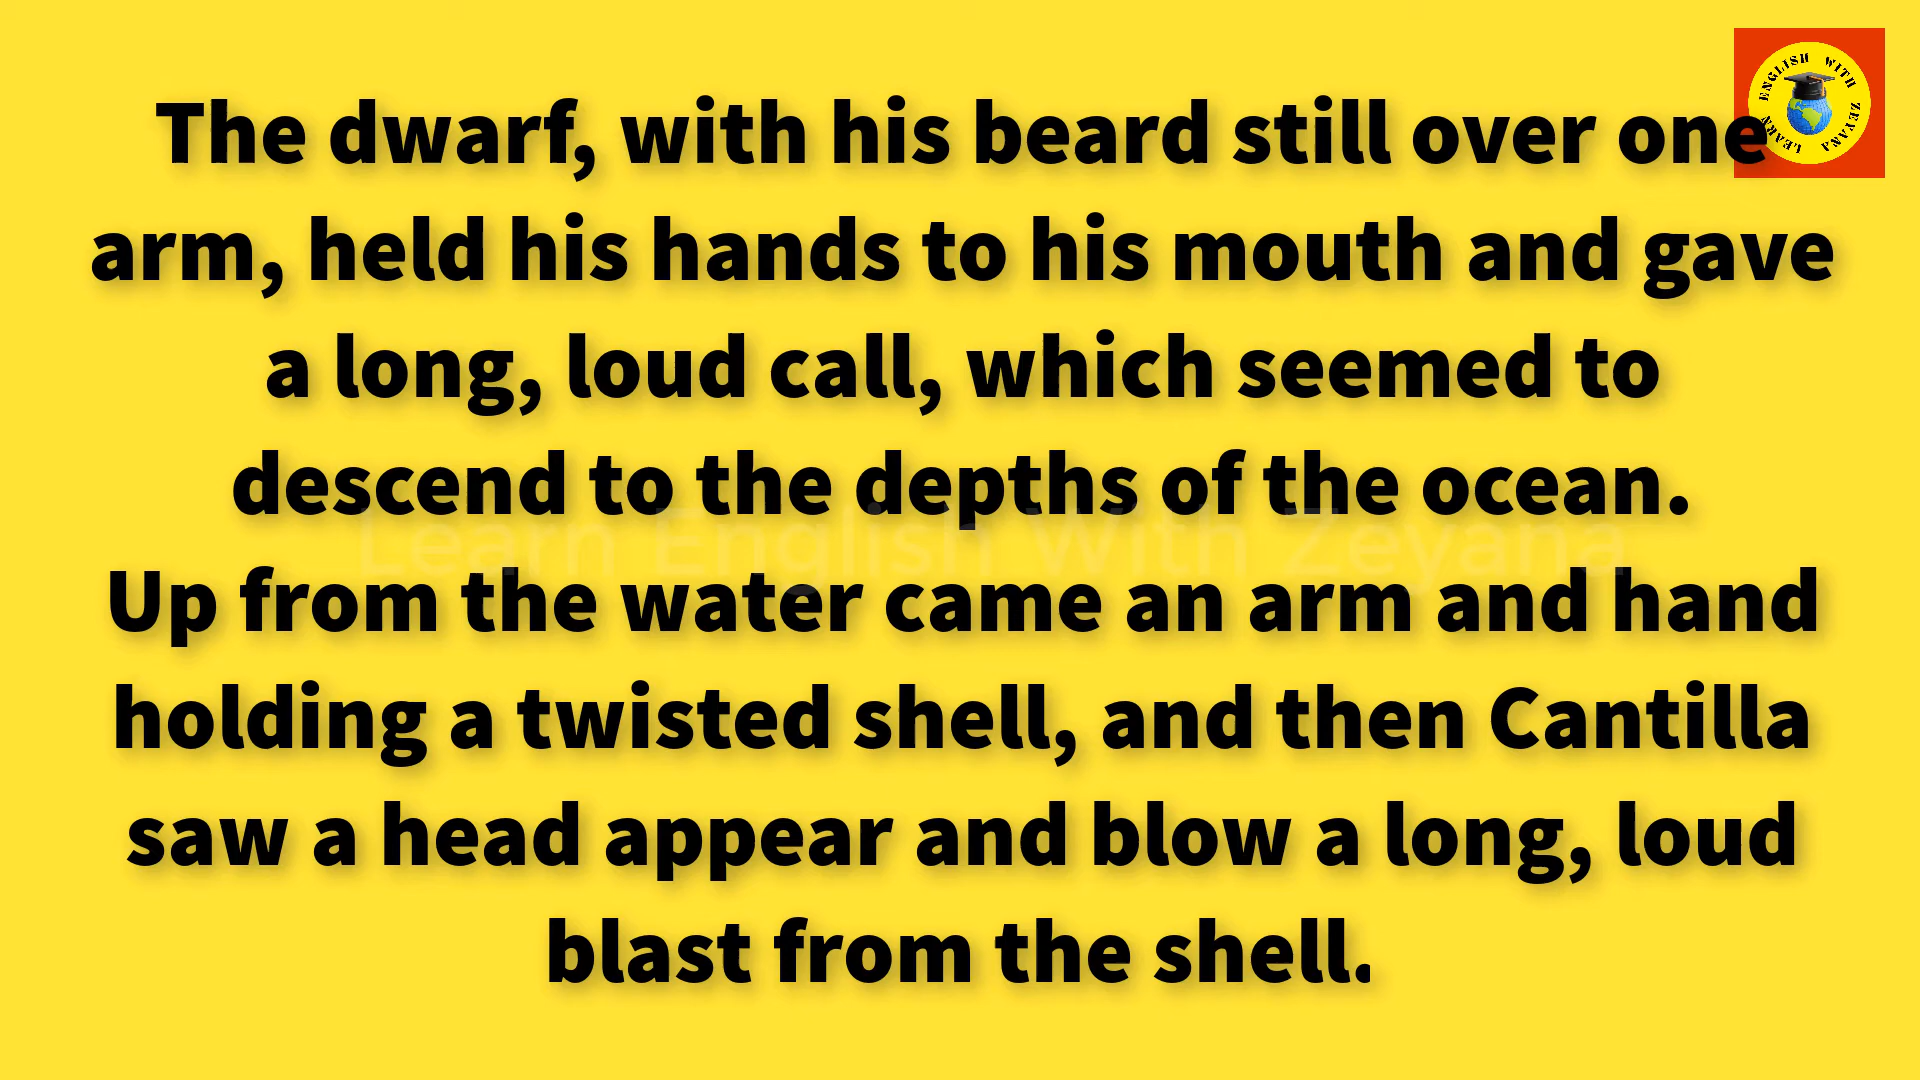 The dwarf, with his beard still over one
arm, held his hands to his mouth and gave
a long, loud call, which seemed to
descend to the depths of the ocean.
Learn English With Zeyana
Up from the water came an arm and hand
holding a twisted shell, and then Cantilla
saw a head appear and blow a long, loud
blast from the shell.
LEARN ENGLISH WITH ZEYANA